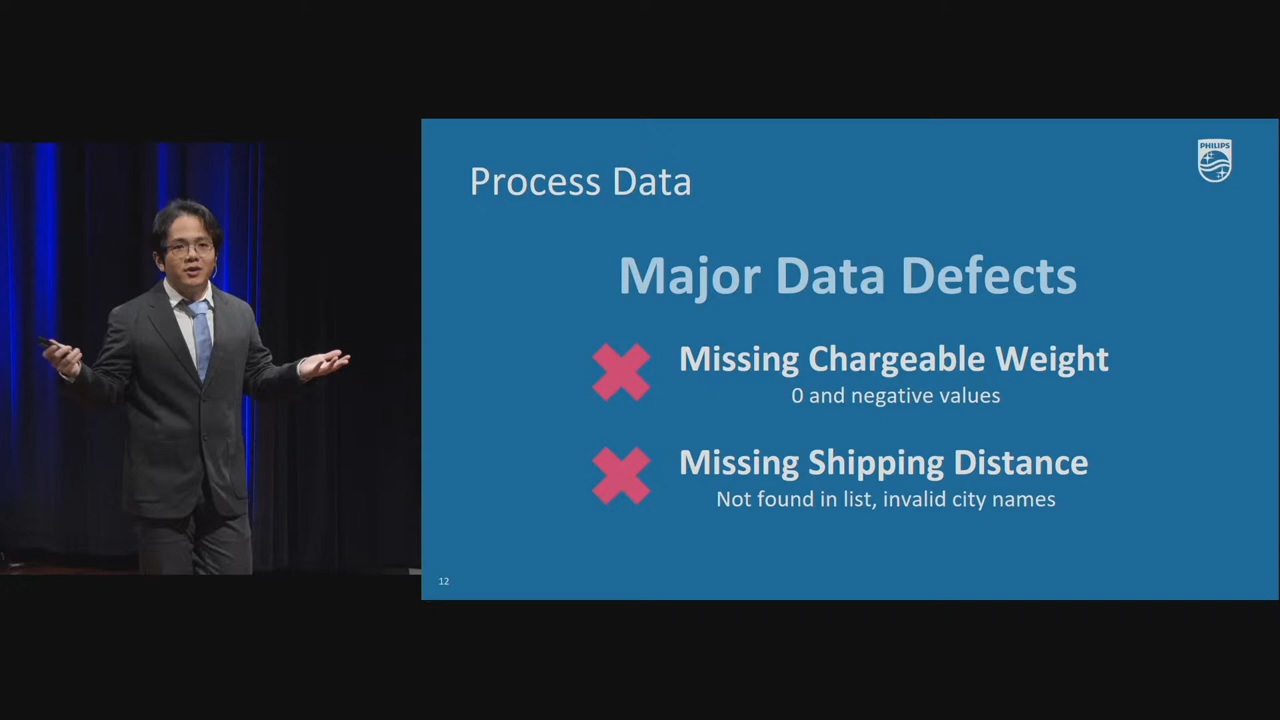 PHILIPS
Process Data
Major Data Defects
Missing Chargeable Weight
0 and negative values
Missing Shipping Distance
Not found in list, invalid city names
12